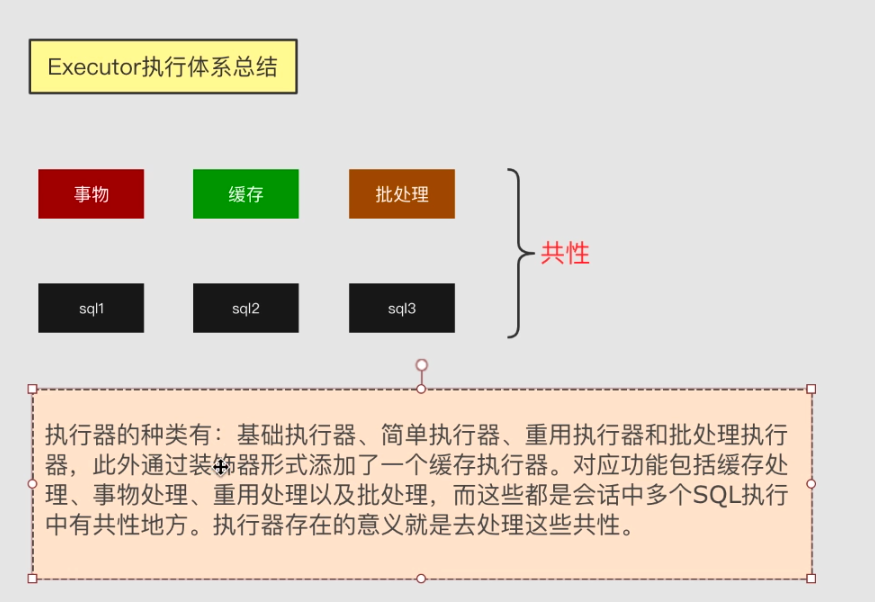 Executor执行体系总结
事物 缓存 批处理
共性
sql1 sql2 sql3
执行器的种类有：基础执行器、简单执行器、重用执行器和批处理执行
器，此外通过装饰器形式添加了一个缓存执行器。对应功能包括缓存处
理、事物处理、重用处理以及批处理，而这些都是会话中多个SQL执行
中有共性地方。执行器存在的意义就是去处理这些共性。